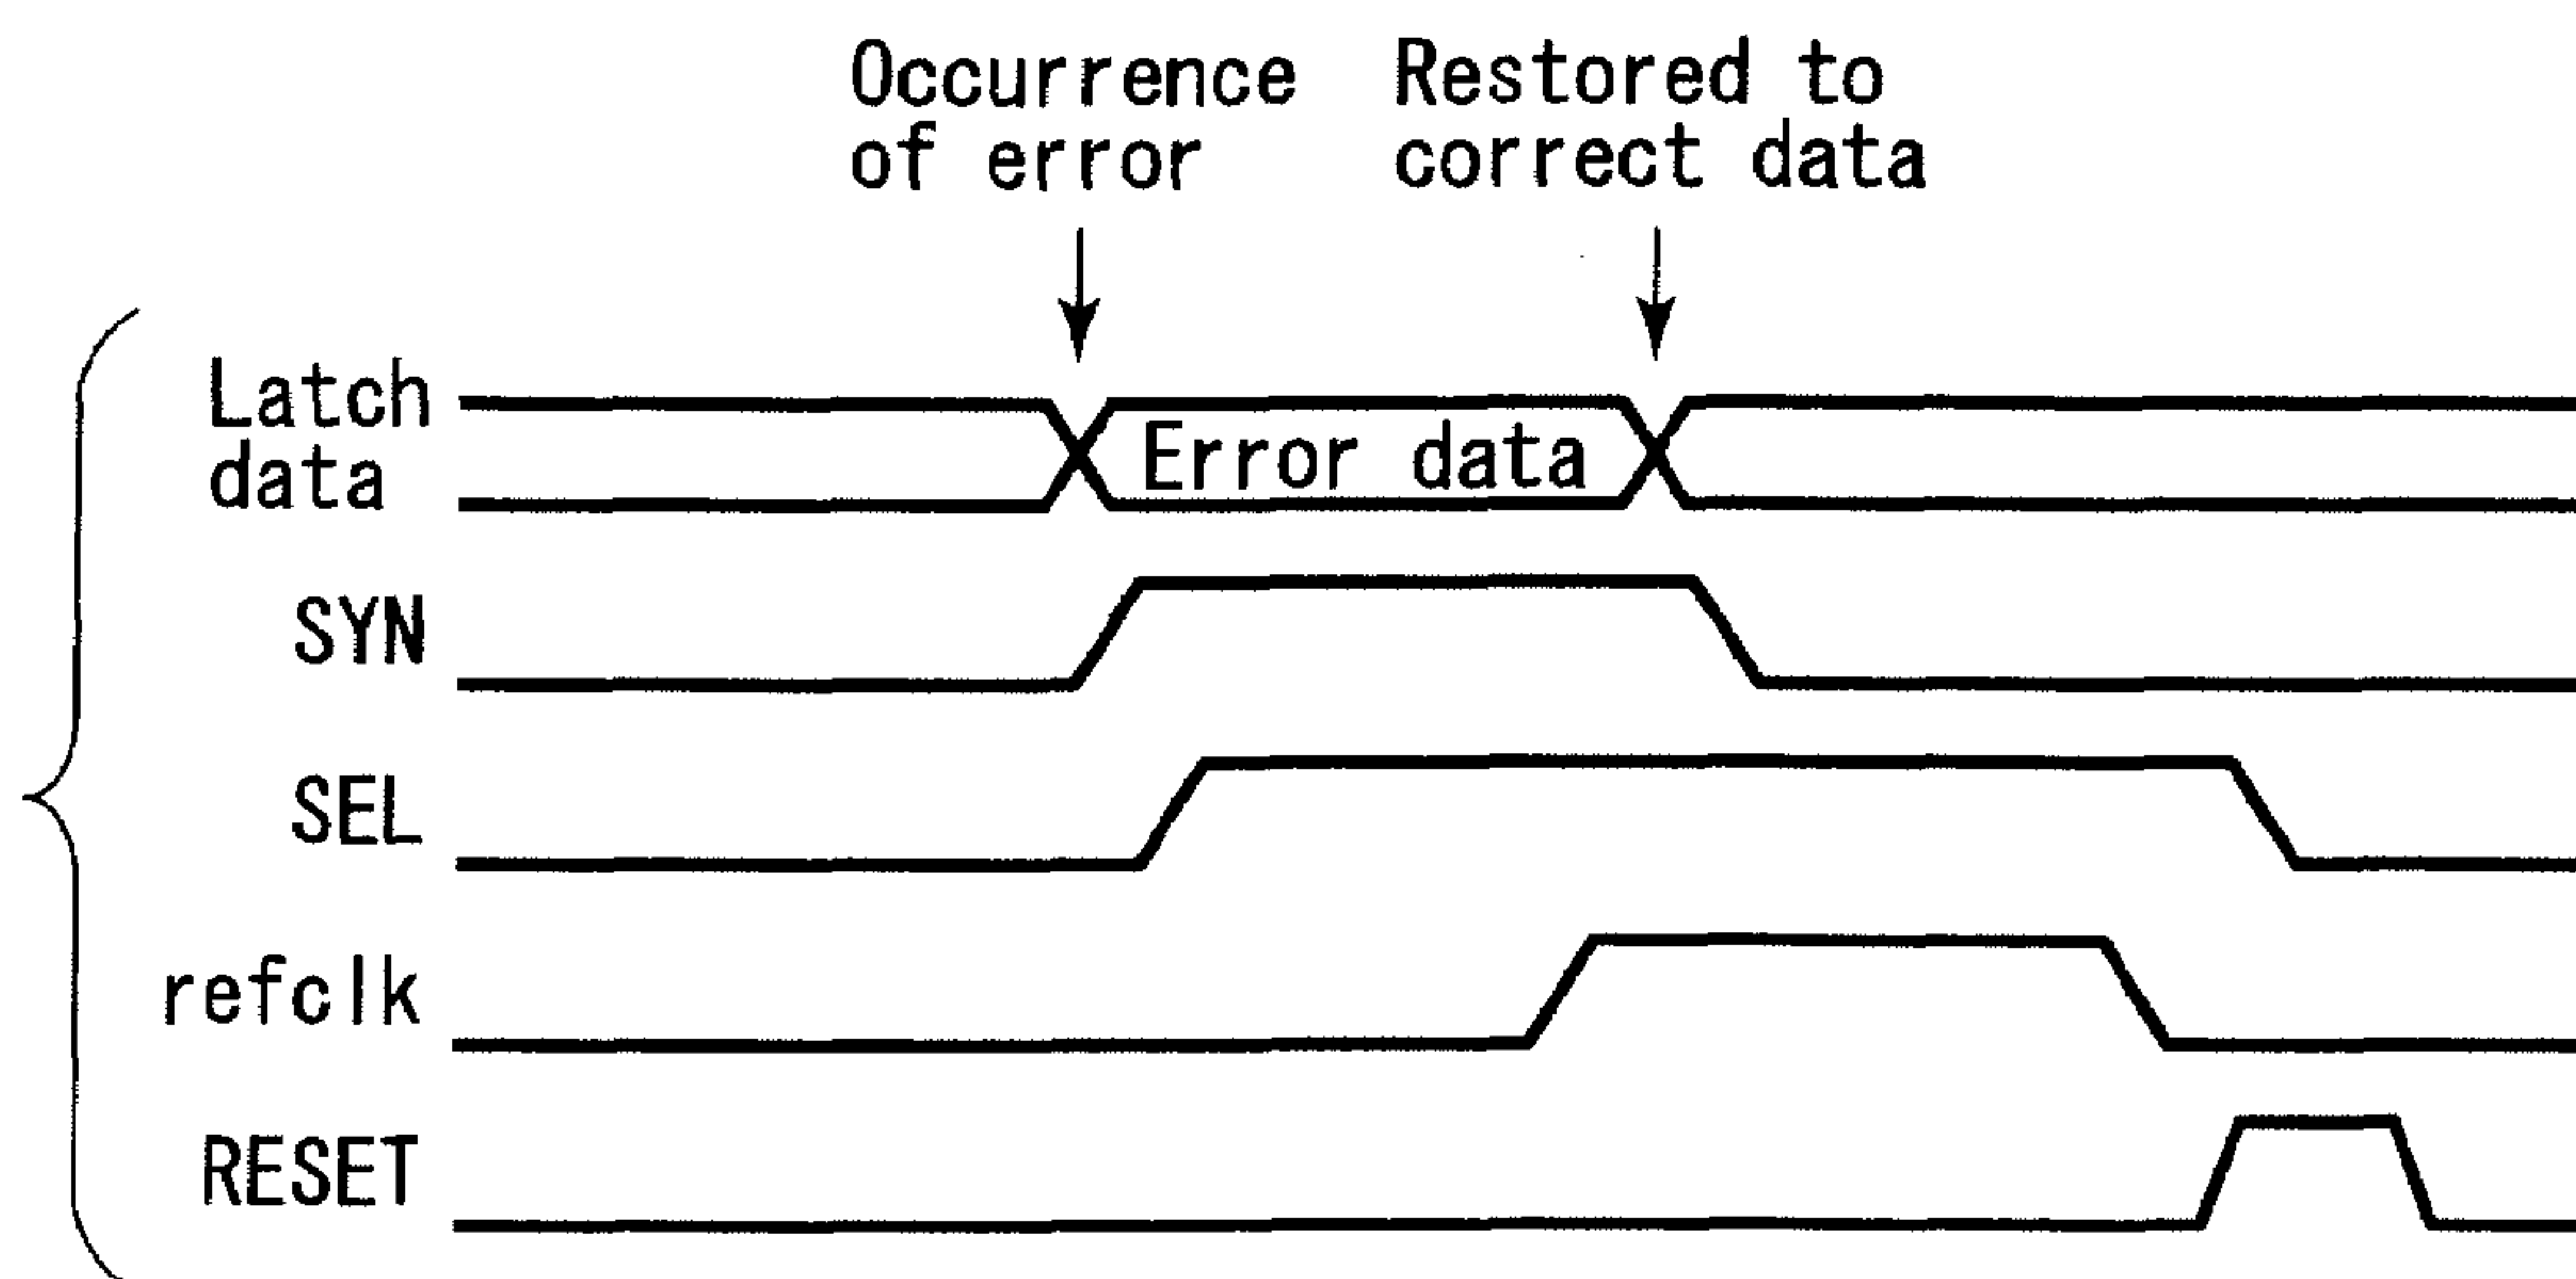 Occurrence
of error
Restored to
correct data
Latch
data
Error data
SYN
SEL
refclk
RESET